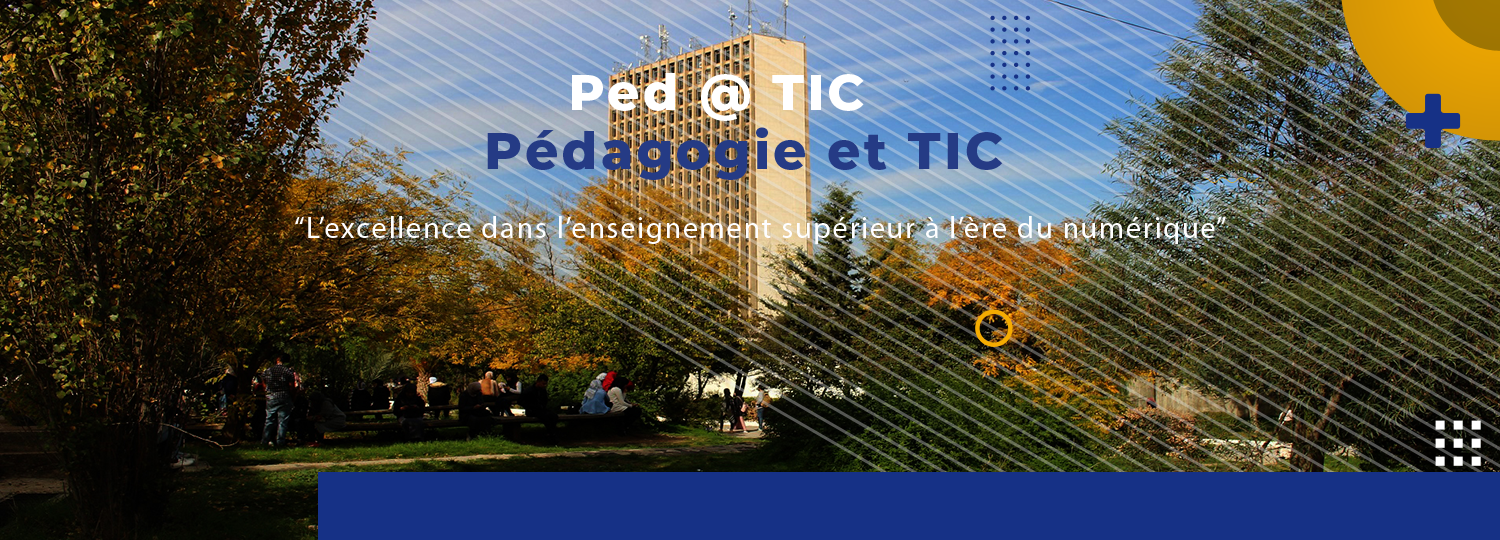 Ped @ TIC
Pédagogie et TIC
“L’excellence dans l’enseignement supérieur à l’ère du numérique”